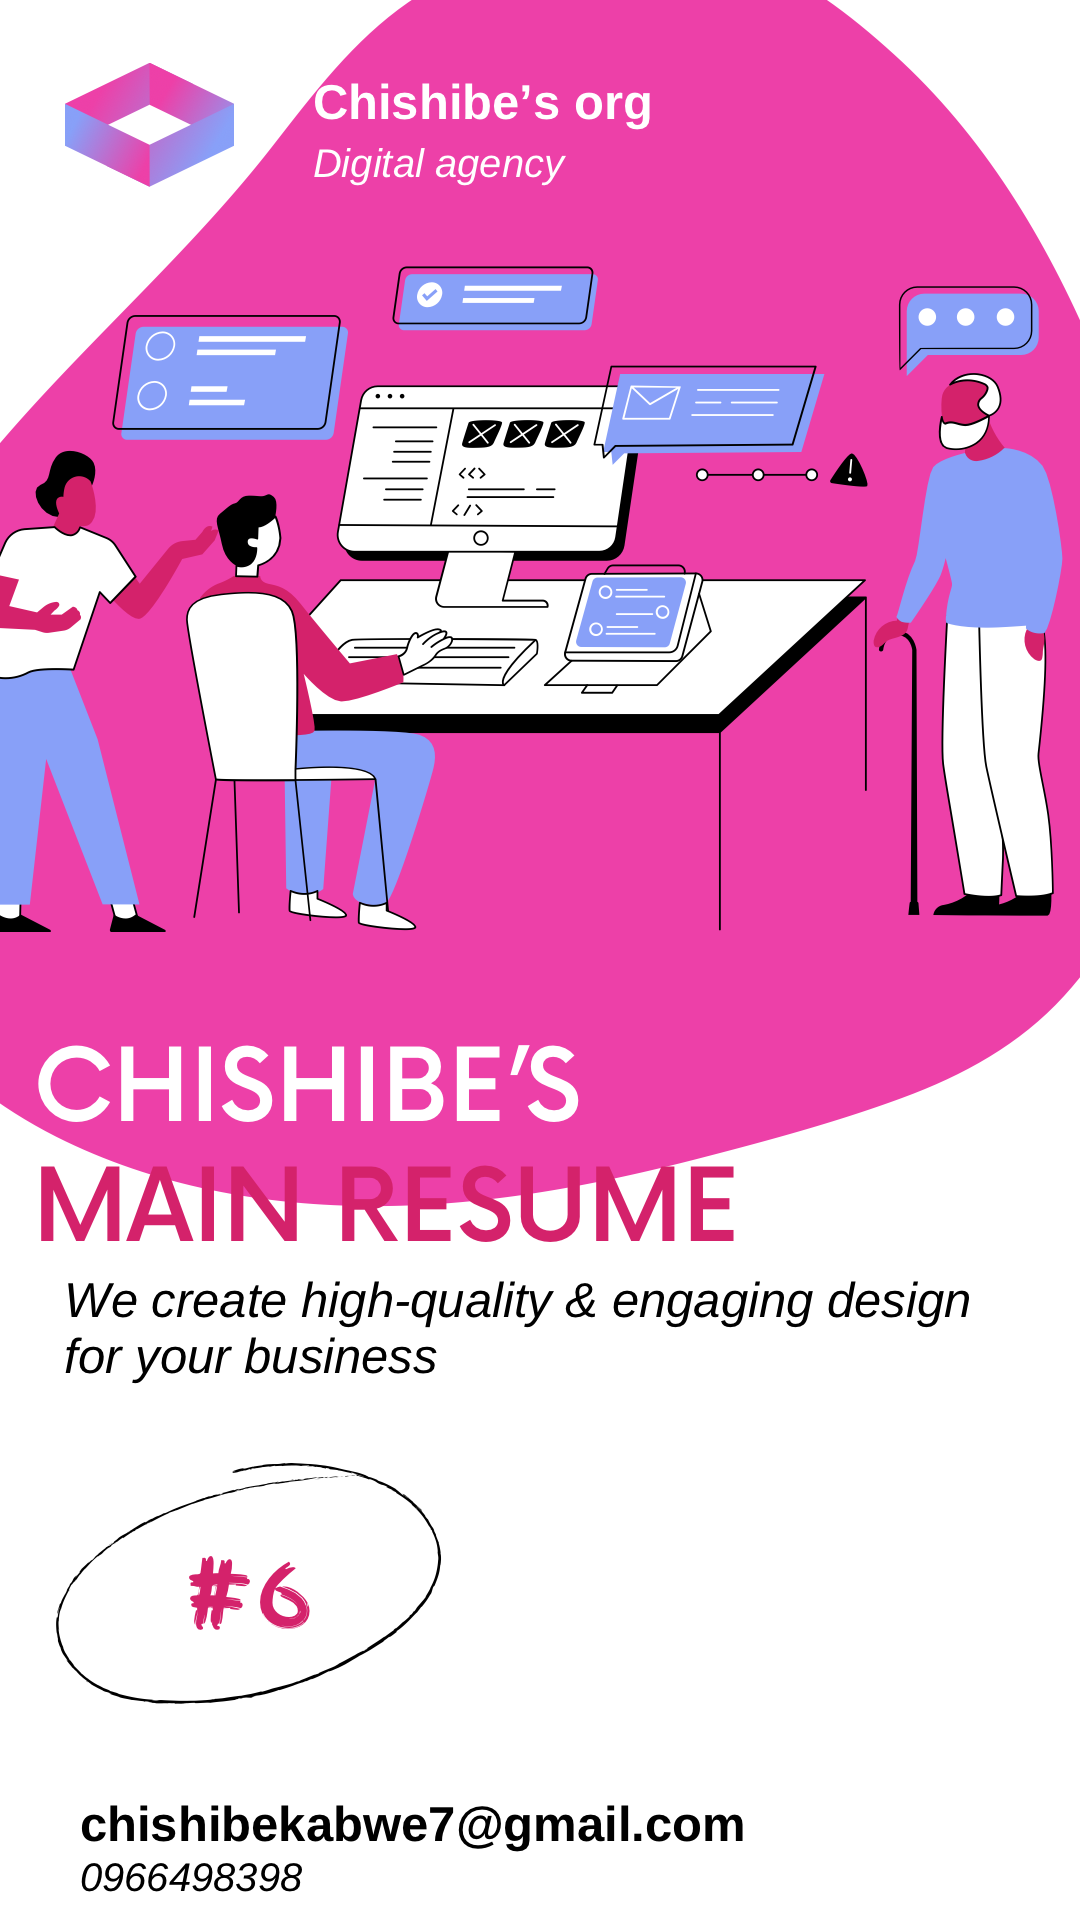 Chishibe’s org
Digital agency
CHISHIBE’S
MAIN RESUME
We create high-quality & engaging design
for your business
#6
chishibekabwe7@gmail.com
0966498398